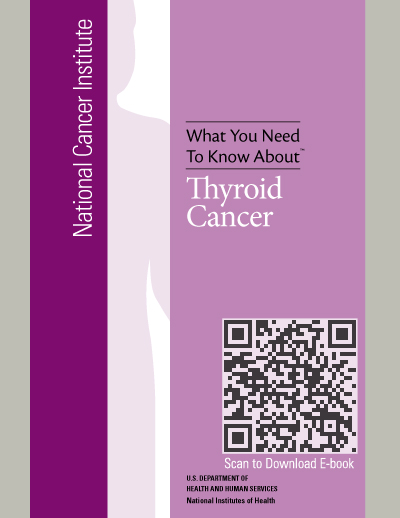 National Cancer Institute
What You Need
To Know About™
Thyroid
Cancer
Scan to Download E-book
U.S. DEPARTMENT OF
HEALTH AND HUMAN SERVICES
National Institutes of Health